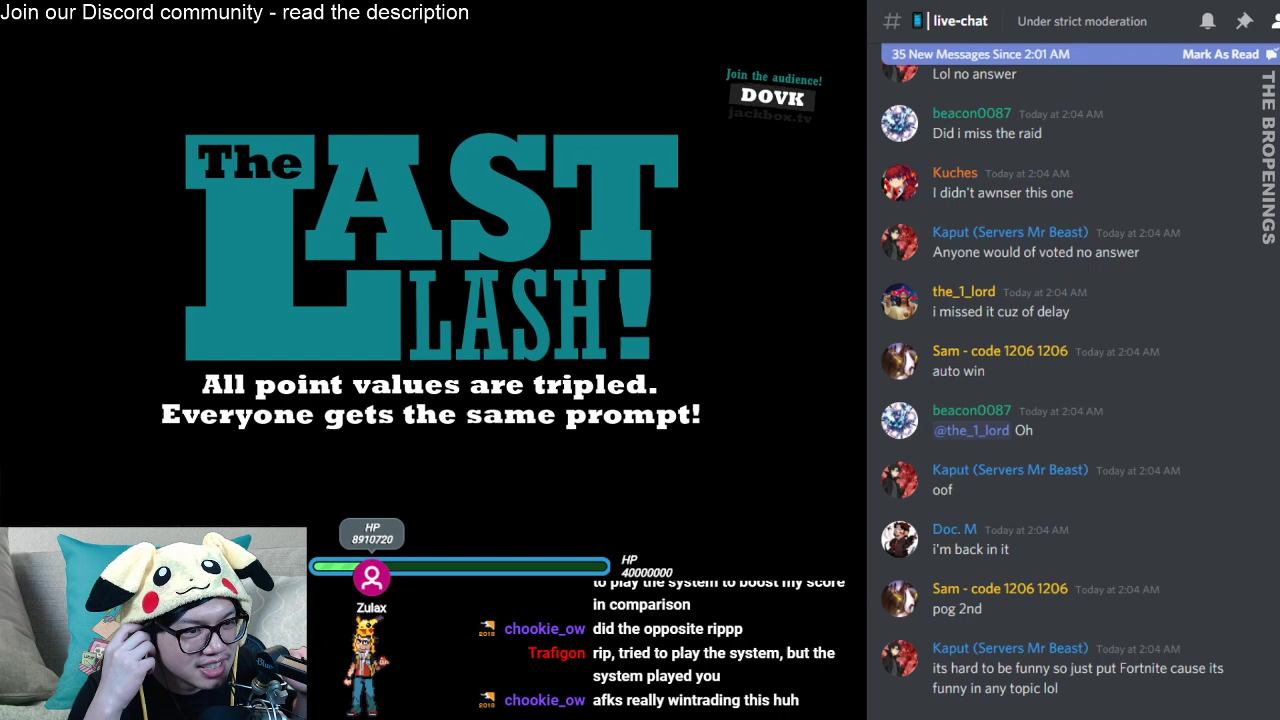 Join our Discord community - read the description
Join the audience!
DOVK
jackbox.tv
The LAST
LASH!
All point values are tripled.
Everyone gets the same prompt!
HP
8910720
HP
40000000
Zulax
to play the system to boost my score
in comparison
chookie_ow did the opposite rippp
Trafigon rip, tried to play the system, but the
system played you
chookie_ow afks really wintrading this huh
2018
2018
# | live-chat Under strict moderation
35 New Messages Since 2:01 AM Mark As Read
Lol no answer
beacon0087 Today at 2:04 AM
Did i miss the raid
Kuches Today at 2:04 AM
I didn't awnser this one
Kaput (Servers Mr Beast) Today at 2:04 AM
Anyone would of voted no answer
the_1_lord Today at 2:04 AM
i missed it cuz of delay
Sam - code 1206 1206 Today at 2:04 AM
auto win
beacon0087 Today at 2:04 AM
@the_1_lord Oh
Kaput (Servers Mr Beast) Today at 2:04 AM
oof
Doc. M Today at 2:04 AM
i'm back in it
Sam - code 1206 1206 Today at 2:04 AM
pog 2nd
Kaput (Servers Mr Beast) Today at 2:04 AM
its hard to be funny so just put Fortnite cause its
funny in any topic lol
THE BROPENINGS